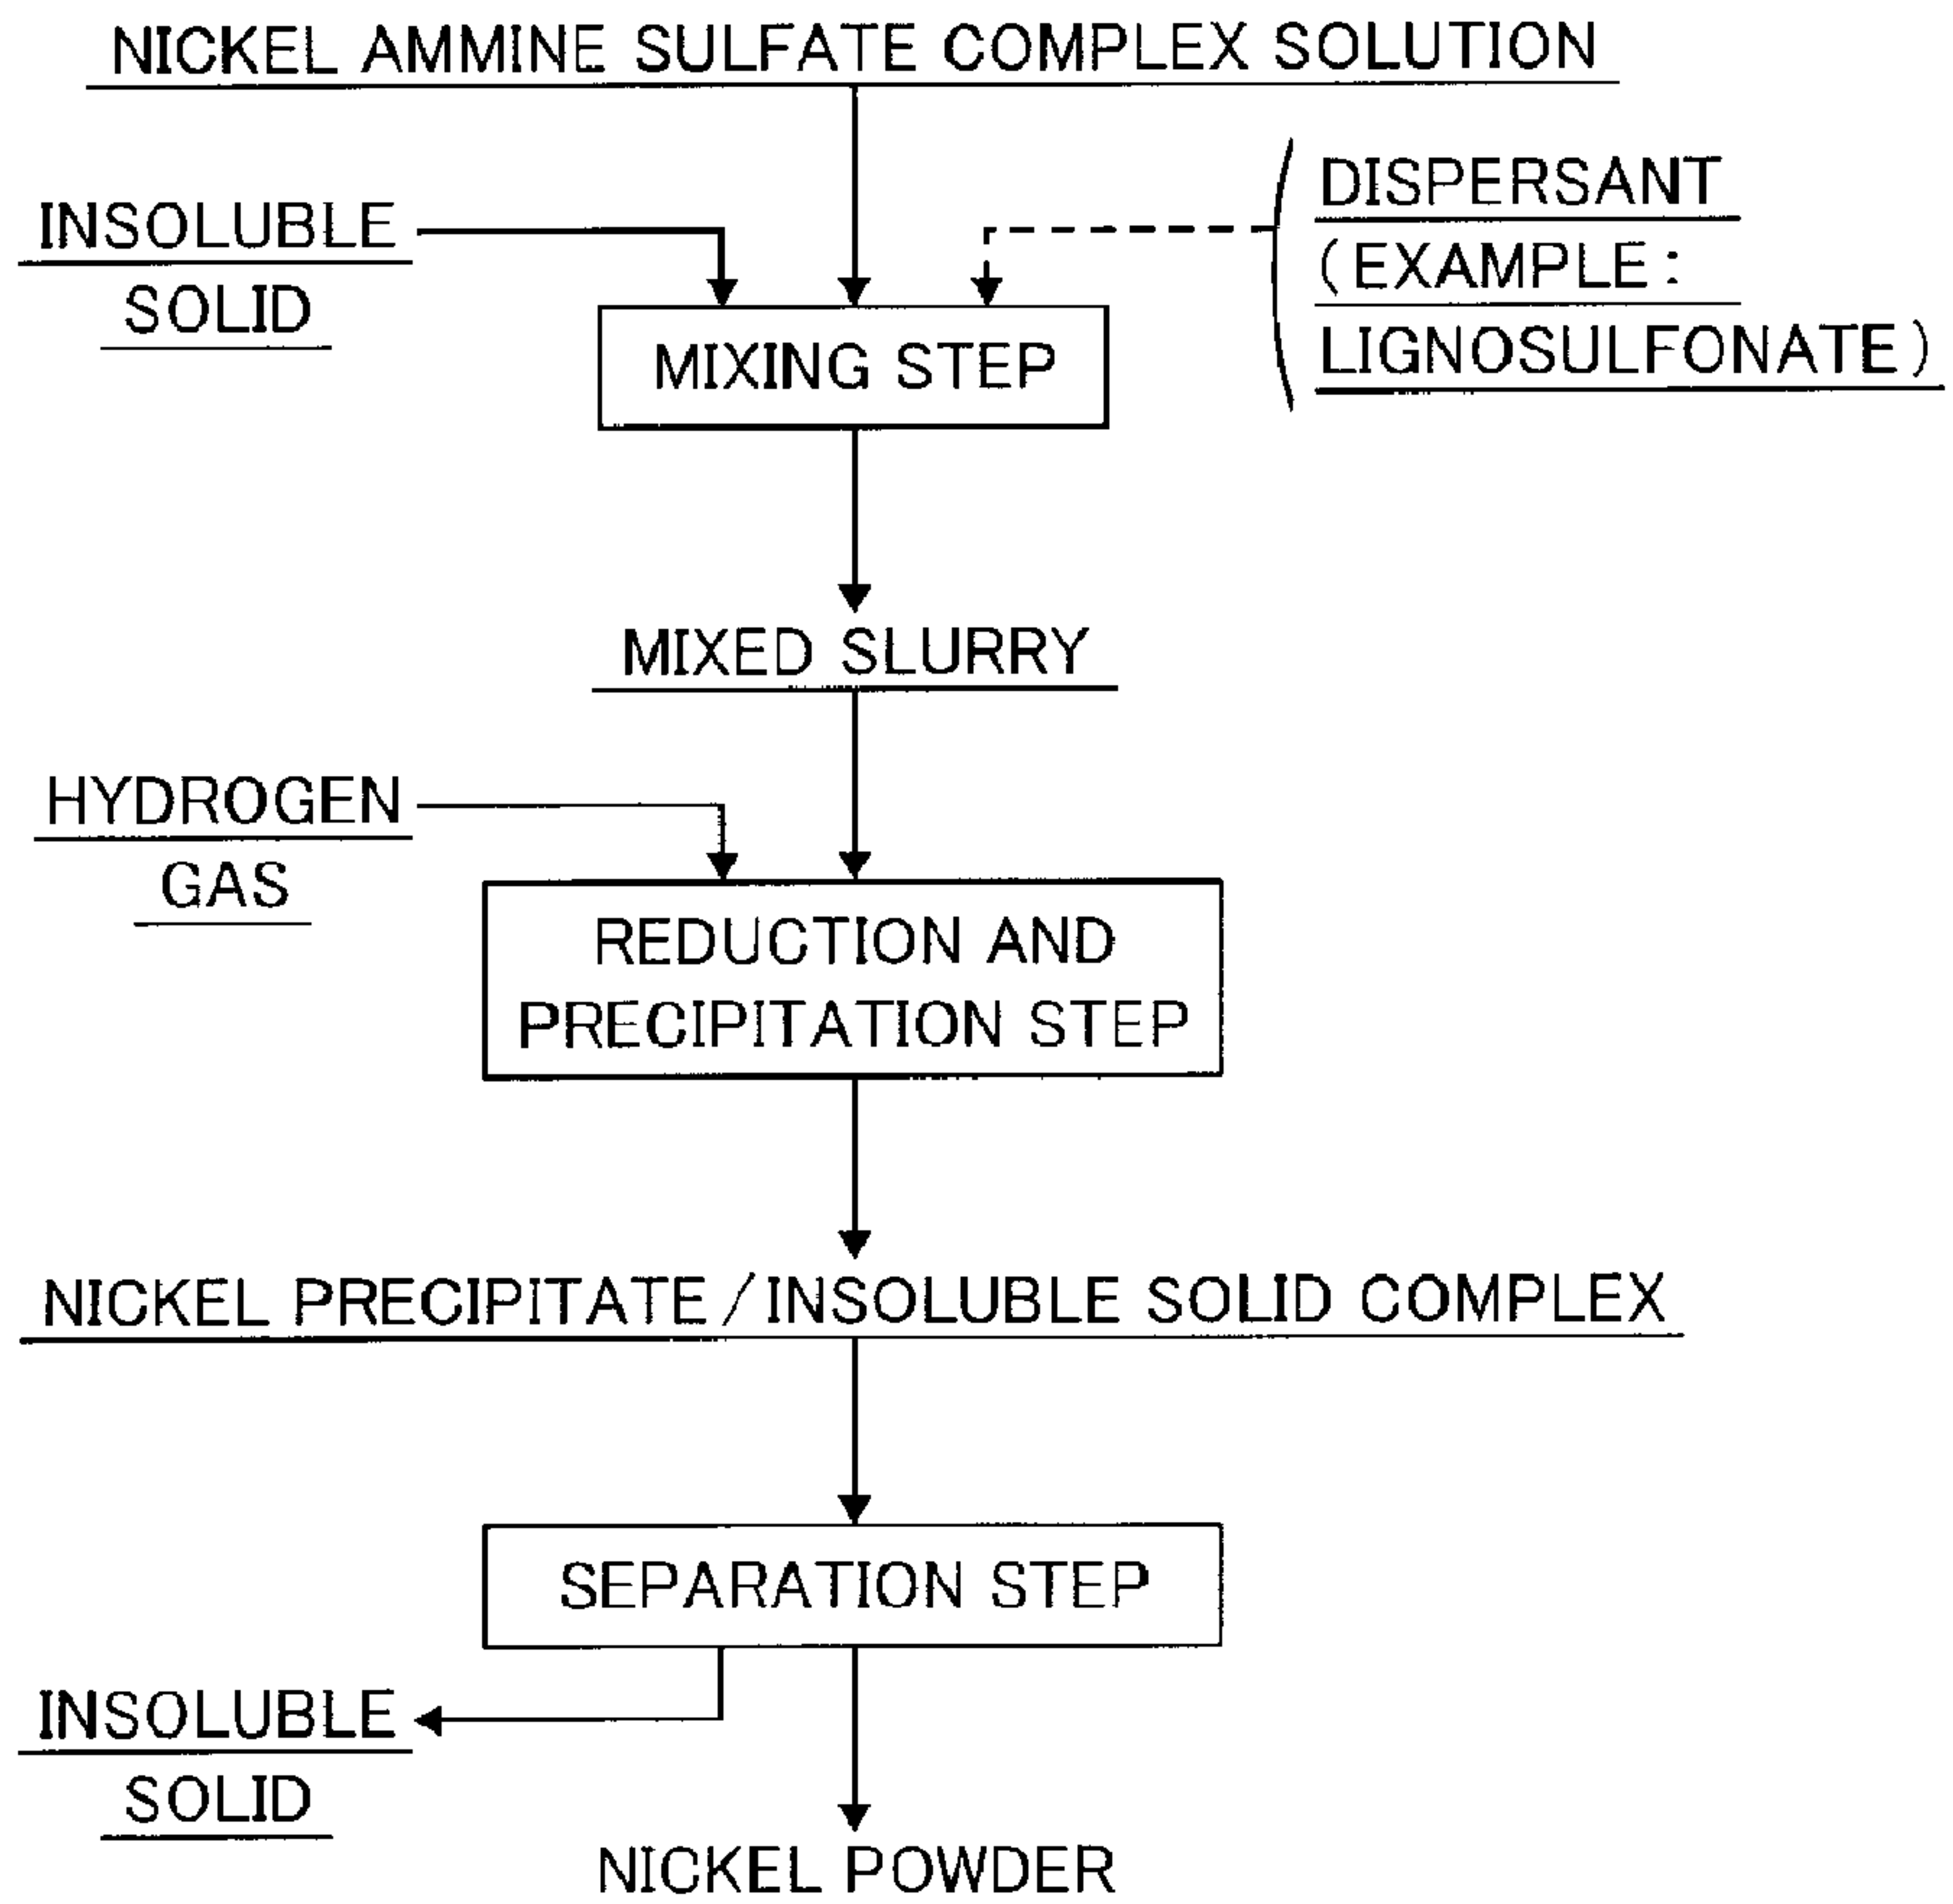 NICKEL AMMINE SULFATE COMPLEX SOLUTION
INSOLUBLE
SOLID
DISPERSANT
(EXAMPLE:
LIGNOSULFONATE)
MIXING STEP
MIXED SLURRY
HYDROGEN
GAS
REDUCTION AND
PRECIPITATION STEP
NICKEL PRECIPITATE/INSOLUBLE SOLID COMPLEX
SEPARATION STEP
INSOLUBLE
SOLID
NICKEL POWDER